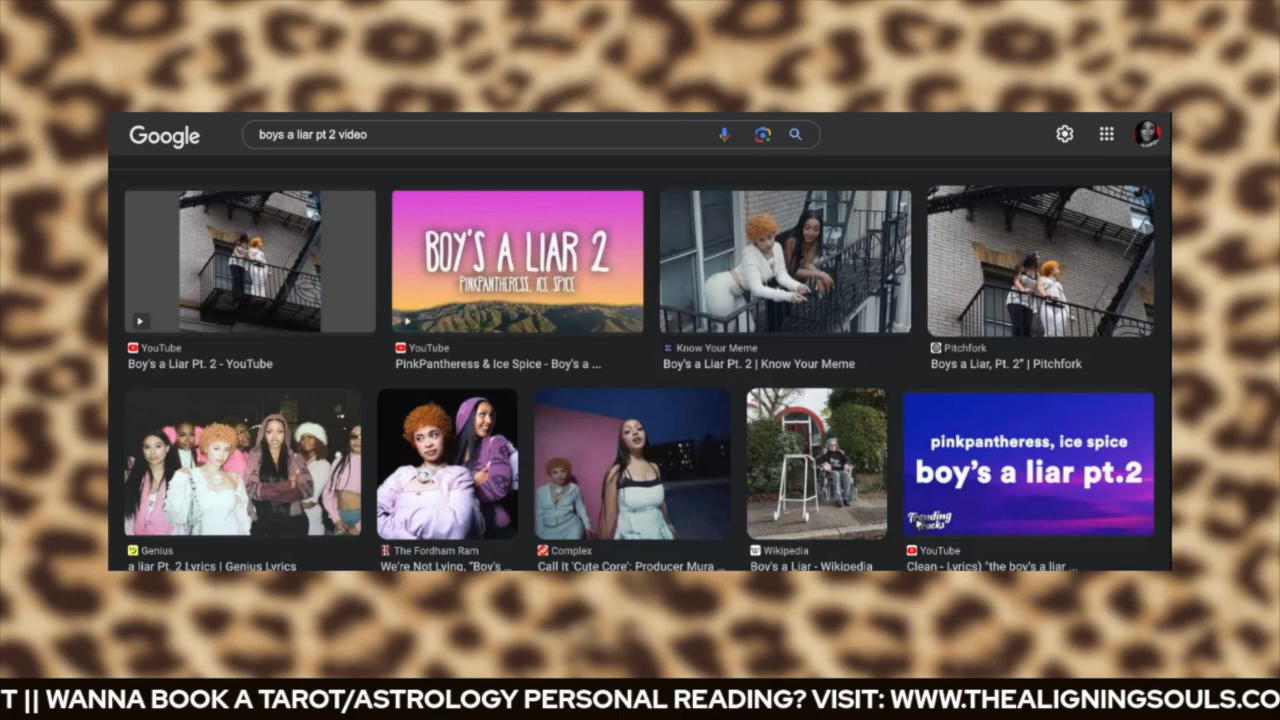 Google
boys a liar pt 2 video
BOY'S A LIAR 2
PINKPANTHERESS, ICE SPICE
YouTube
Boy's a Liar Pt. 2 - YouTube
YouTube
PinkPantheress & Ice Spice - Boy's a ...
Know Your Meme
Boy's a Liar Pt. 2 | Know Your Meme
Pitchfork
Boys a Liar, Pt. 2" | Pitchfork
pinkpantheress, ice spice
boy's a liar pt.2
Trending
Tracks
Genius
a liar Pt. 2 Lyrics | Genius Lyrics
The Fordham Ram
We're Not Lying, "Boy's ...
Complex
Call It 'Cute Core': Producer Mura ...
Wikipedia
Boy's a Liar - Wikipedia
YouTube
Clean - Lyrics) "the boy's a liar ...
T || WANNA BOOK A TAROT/ASTROLOGY PERSONAL READING? VISIT: WWW.THEALIGNINGSOULS.CO